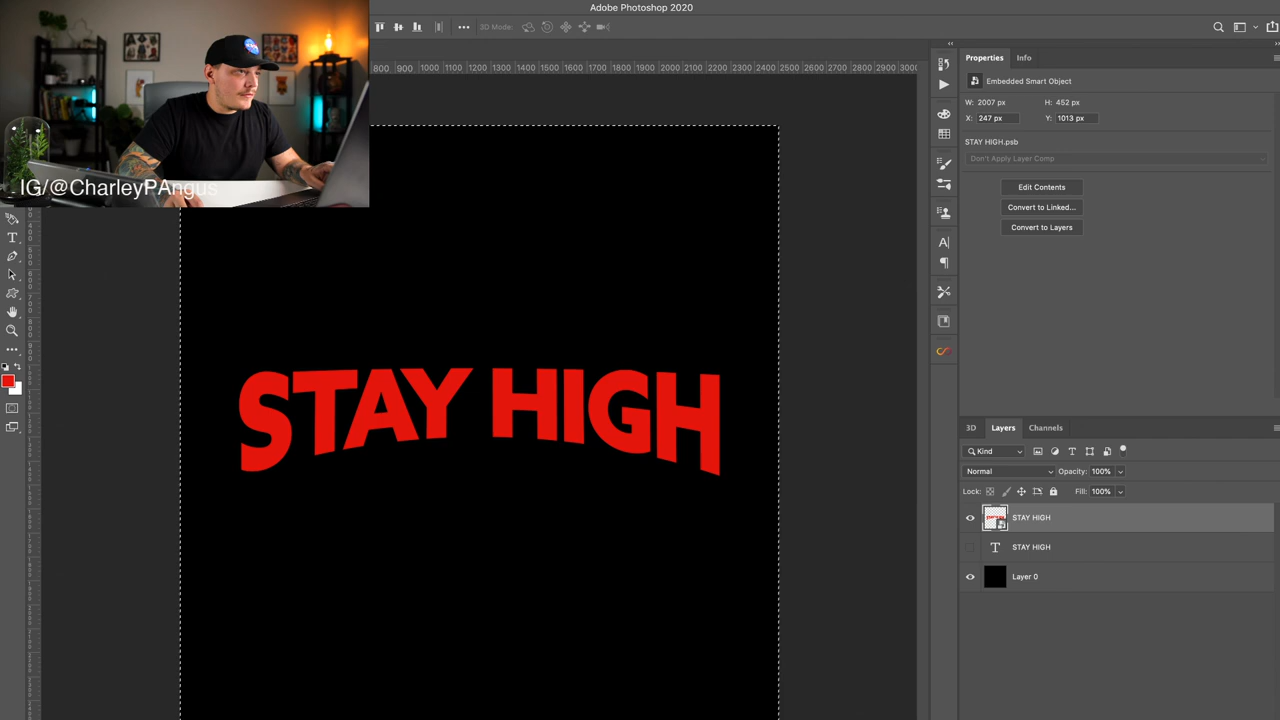 Adobe Photoshop 2020
3D Mode:
800 900 1000 1100 1200 1300 1400 1500 1600 1700 1800 1900 2000 2100 2200 2300 2400 2500 2600 2700 2800 2900 3000
Properties Info
Embedded Smart Object
W: 2007 px H: 452 px
X: 247 px Y: 1013 px
STAY HIGH.psb
Don't Apply Layer Comp
Edit Contents
Convert to Linked...
Convert to Layers
IG/@CharleyPAngus
STAY HIGH
3D Layers Channels
Kind
Normal Opacity: 100%
Lock: Fill: 100%
STAY HIGH
T STAY HIGH
Layer 0